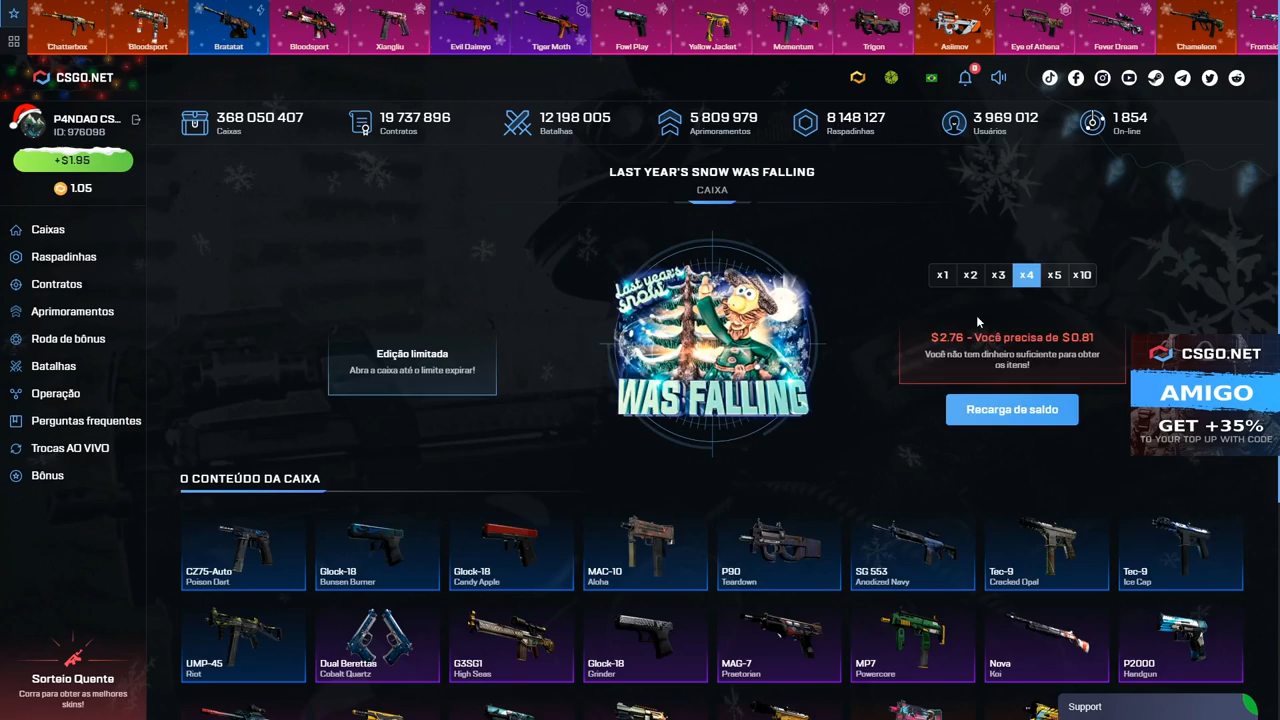 Chatterbox
Bloodsport
Bratatat
Bloodsport
Xiangliu
Evil Daimyo
Tiger Moth
Fowl Play
Yellow Jacket
Momentum
Trigon
Asiimov
Eye of Athena
Fever Dream
Chameleon
Frontsid
CSGO.NET
P4NDAO CS...
ID: 976098
+$1.95
1.05
368 050 407
Caixas
19 737 896
Contratos
12 198 005
Batalhas
5 809 979
Aprimoramentos
8 148 127
Raspadinhas
3 969 012
Usuários
1 854
On-line
Caixas
Raspadinhas
Contratos
Aprimoramentos
Roda de bônus
Batalhas
Operação
Perguntas frequentes
Trocas AO VIVO
Bônus
Sorteio Quente
Corra para obter as melhores
skins!
LAST YEAR'S SNOW WAS FALLING
CAIXA
Edição limitada
Abra a caixa até o limite expirar!
Last year's
snow
WAS FALLING
x1
x2
x3
x4
x5
x10
$2.76 - Você precisa de $0.81
Você não tem dinheiro suficiente para obter
os itens!
Recarga de saldo
CSGO.NET
AMIGO
GET +35%
TO YOUR TOP UP WITH CODE
O CONTEÚDO DA CAIXA
CZ75-Auto
Poison Dart
Glock-18
Bunsen Burner
Glock-18
Candy Apple
MAC-10
Aloha
P90
Teardown
SG 553
Anodized Navy
Tec-9
Cracked Opal
Tec-9
Ice Cap
UMP-45
Riot
Dual Berettas
Cobalt Quartz
G3SG1
High Seas
Glock-18
Grinder
MAG-7
Praetorian
MP7
Powercore
Nova
Koi
P2000
Handgun
Support